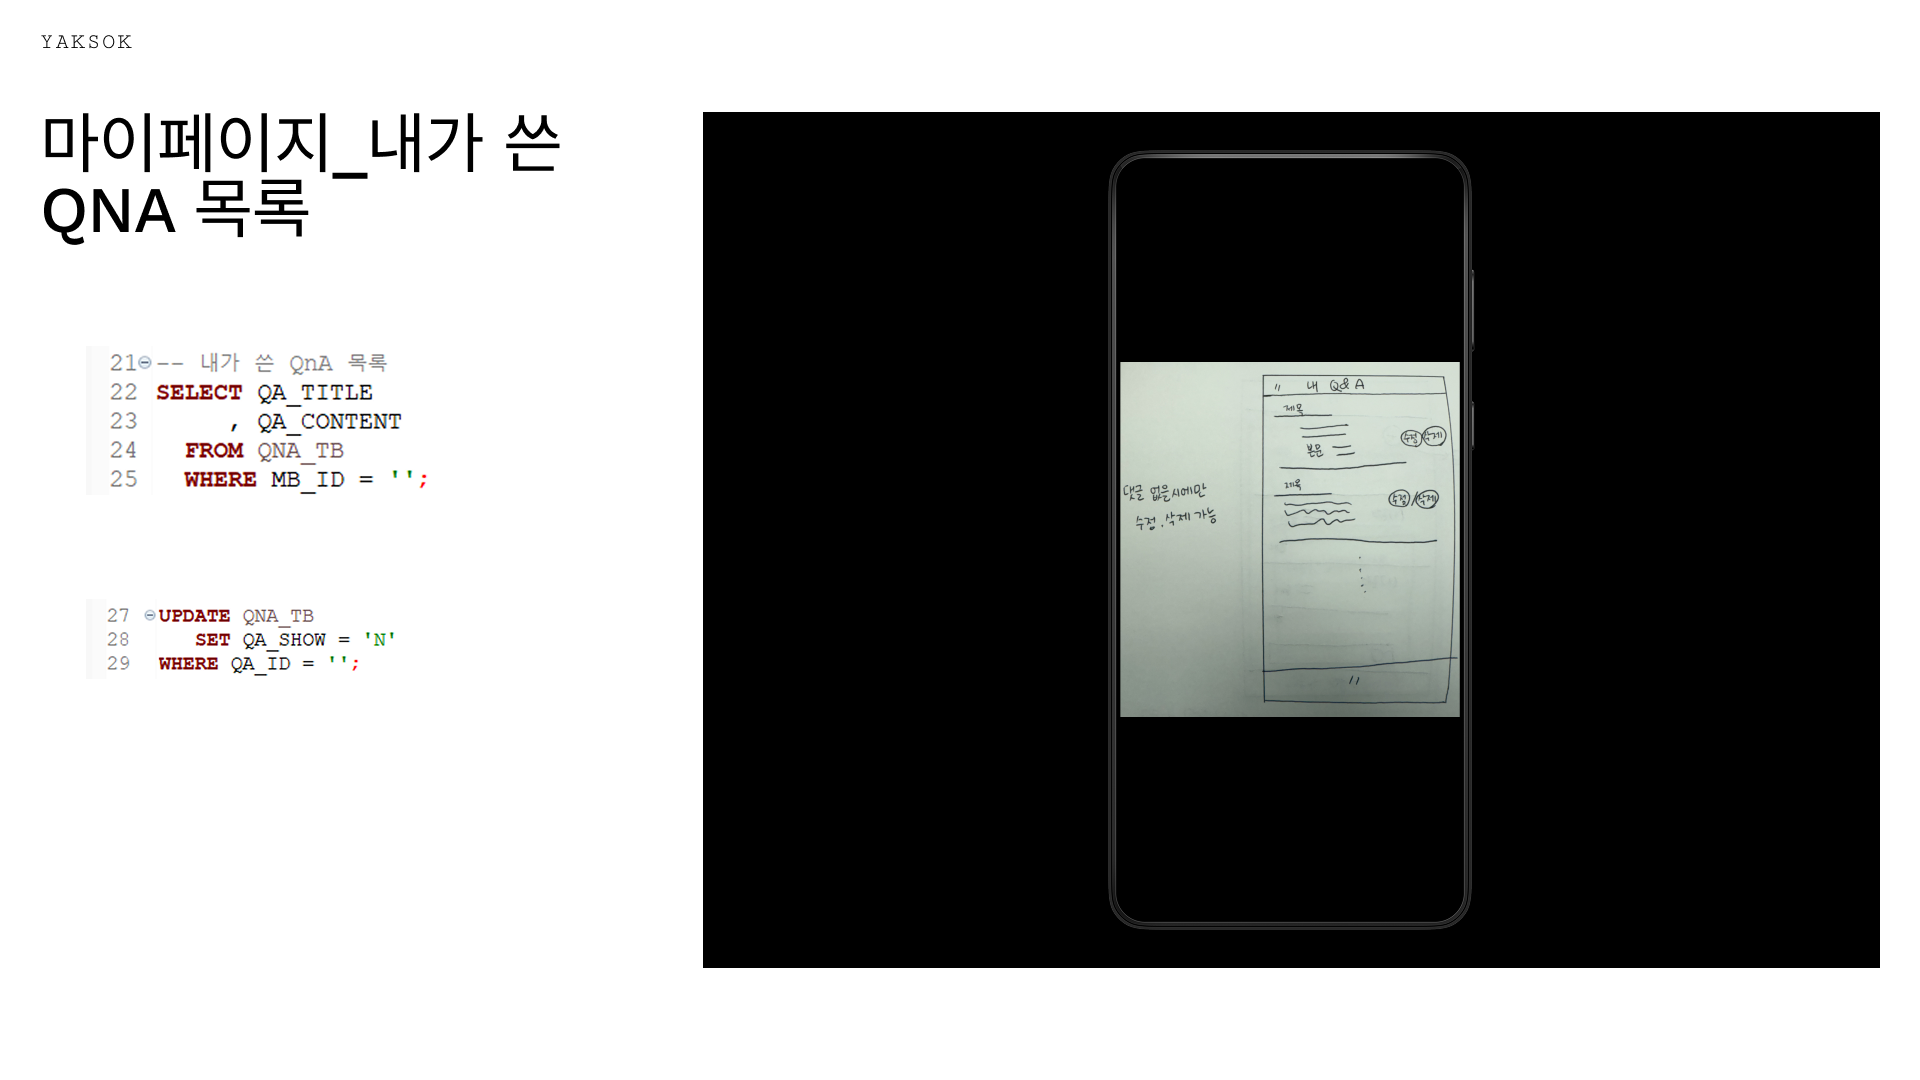 YAKSOK
마이페이지_내가 쓴
QNA 목록
21 -- 내가 쓴 QnA 목록
22 SELECT QA_TITLE
23 , QA_CONTENT
24 FROM QNA_TB
25 WHERE MB_ID = '';
27 UPDATE QNA_TB
28 SET QA_SHOW = 'N'
29 WHERE QA_ID = '';
〃 내 Q&A
제목
본문
수정 삭제
제목
수정 / 삭제
댓글 없을시에만
수정, 삭제 가능
〃